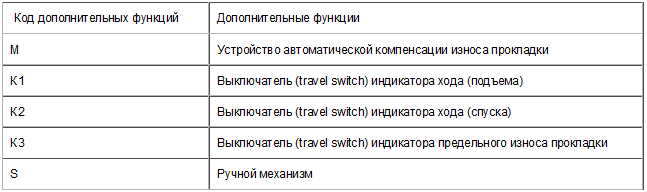 Код дополнительных функций Дополнительные функции
M Устройство автоматической компенсации износа прокладки
K1 Выключатель (travel switch) индикатора хода (подъема)
K2 Выключатель (travel switch) индикатора хода (спуска)
K3 Выключатель (travel switch) индикатора предельного износа прокладки
S Ручной механизм